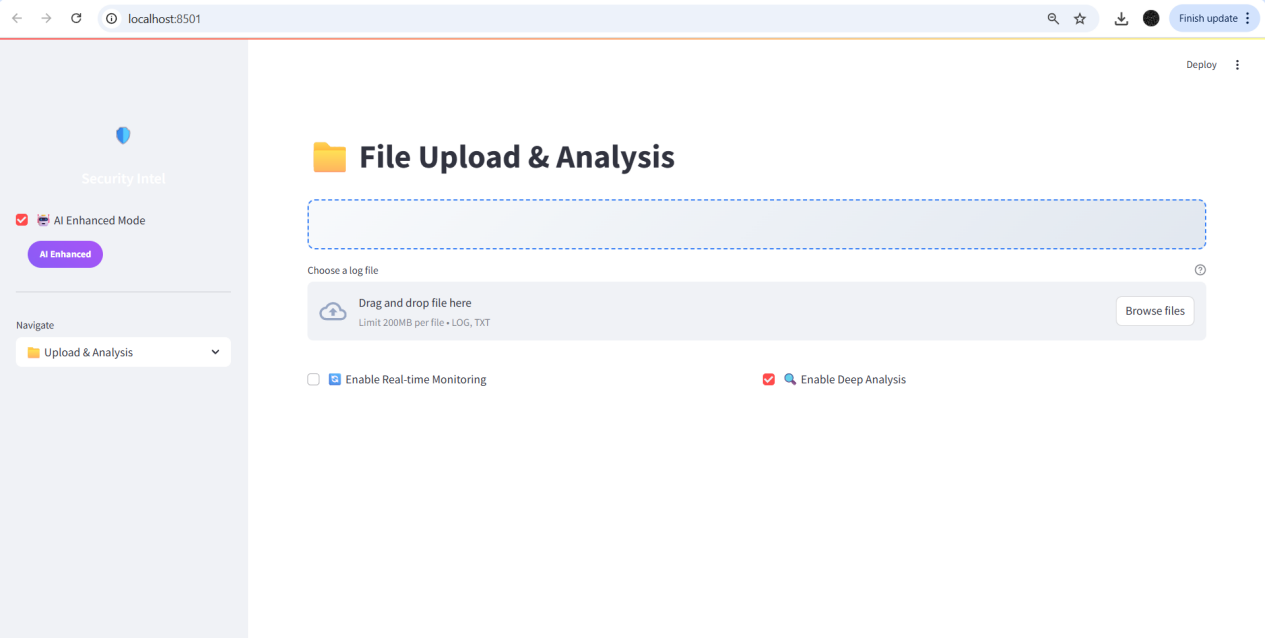 localhost:8501
Finish update
Deploy
Security Intel
AI Enhanced Mode
AI Enhanced
Navigate
Upload & Analysis
File Upload & Analysis
Choose a log file
Drag and drop file here
Limit 200MB per file • LOG, TXT
Browse files
Enable Real-time Monitoring
Enable Deep Analysis